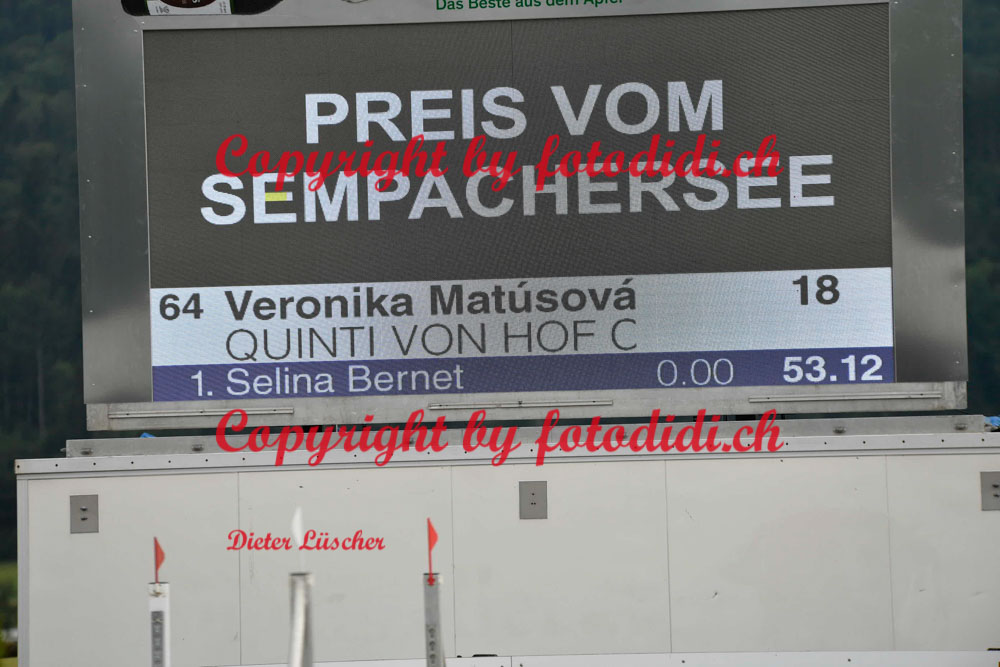 Das Beste aus dem Apfel
PREIS VOM
Copyright by fotodidi.ch
SEMPACHERSEE
64 Veronika Matúsová 18
QUINTI VON HOF C
1. Selina Bernet 0.00 53.12
Copyright by fotodidi.ch
Dieter Lüscher